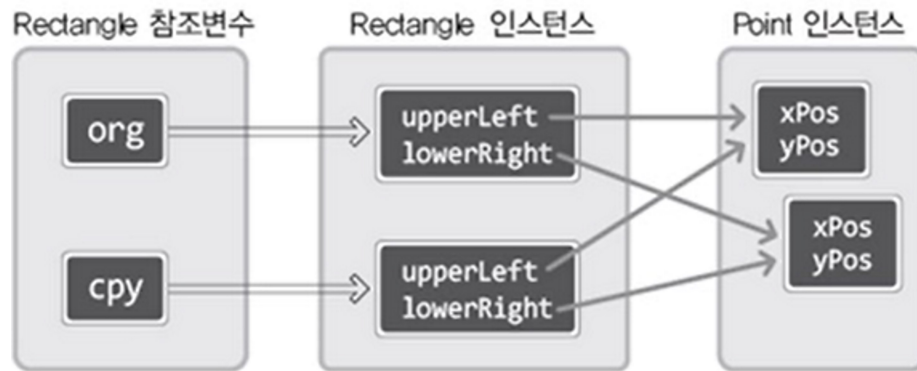 Rectangle 참조변수
Rectangle 인스턴스
Point 인스턴스
org
upperLeft
lowerRight
xPos
yPos
xPos
yPos
cpy
upperLeft
lowerRight